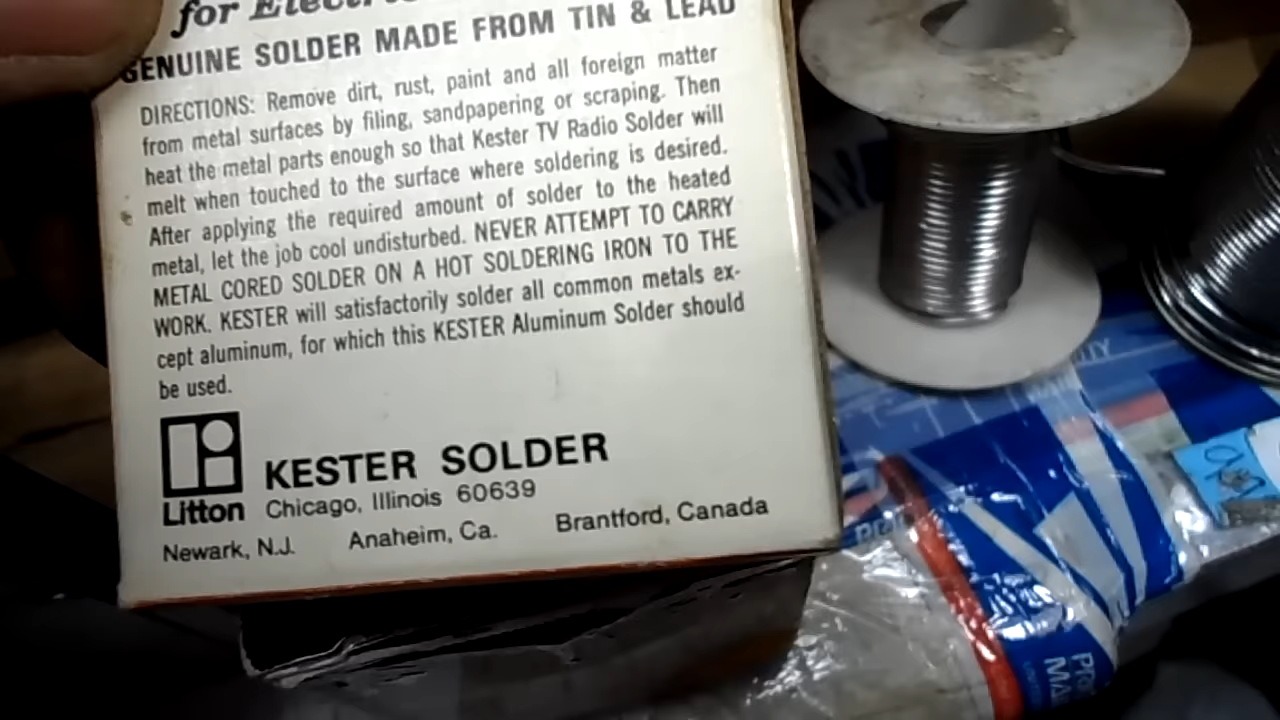 for Electr
GENUINE SOLDER MADE FROM TIN & LEAD
DIRECTIONS: Remove dirt, rust, paint and all foreign matter
from metal surfaces by filing, sandpapering or scraping. Then
heat the metal parts enough so that Kester TV Radio Solder will
melt when touched to the surface where soldering is desired.
After applying the required amount of solder to the heated
metal, let the job cool undisturbed. NEVER ATTEMPT TO CARRY
METAL CORED SOLDER ON A HOT SOLDERING IRON TO THE
WORK. KESTER will satisfactorily solder all common metals ex-
cept aluminum, for which this KESTER Aluminum Solder should
be used.
Litton
KESTER SOLDER
Chicago, Illinois 60639
Newark, N.J. Anaheim, Ca. Brantford, Canada